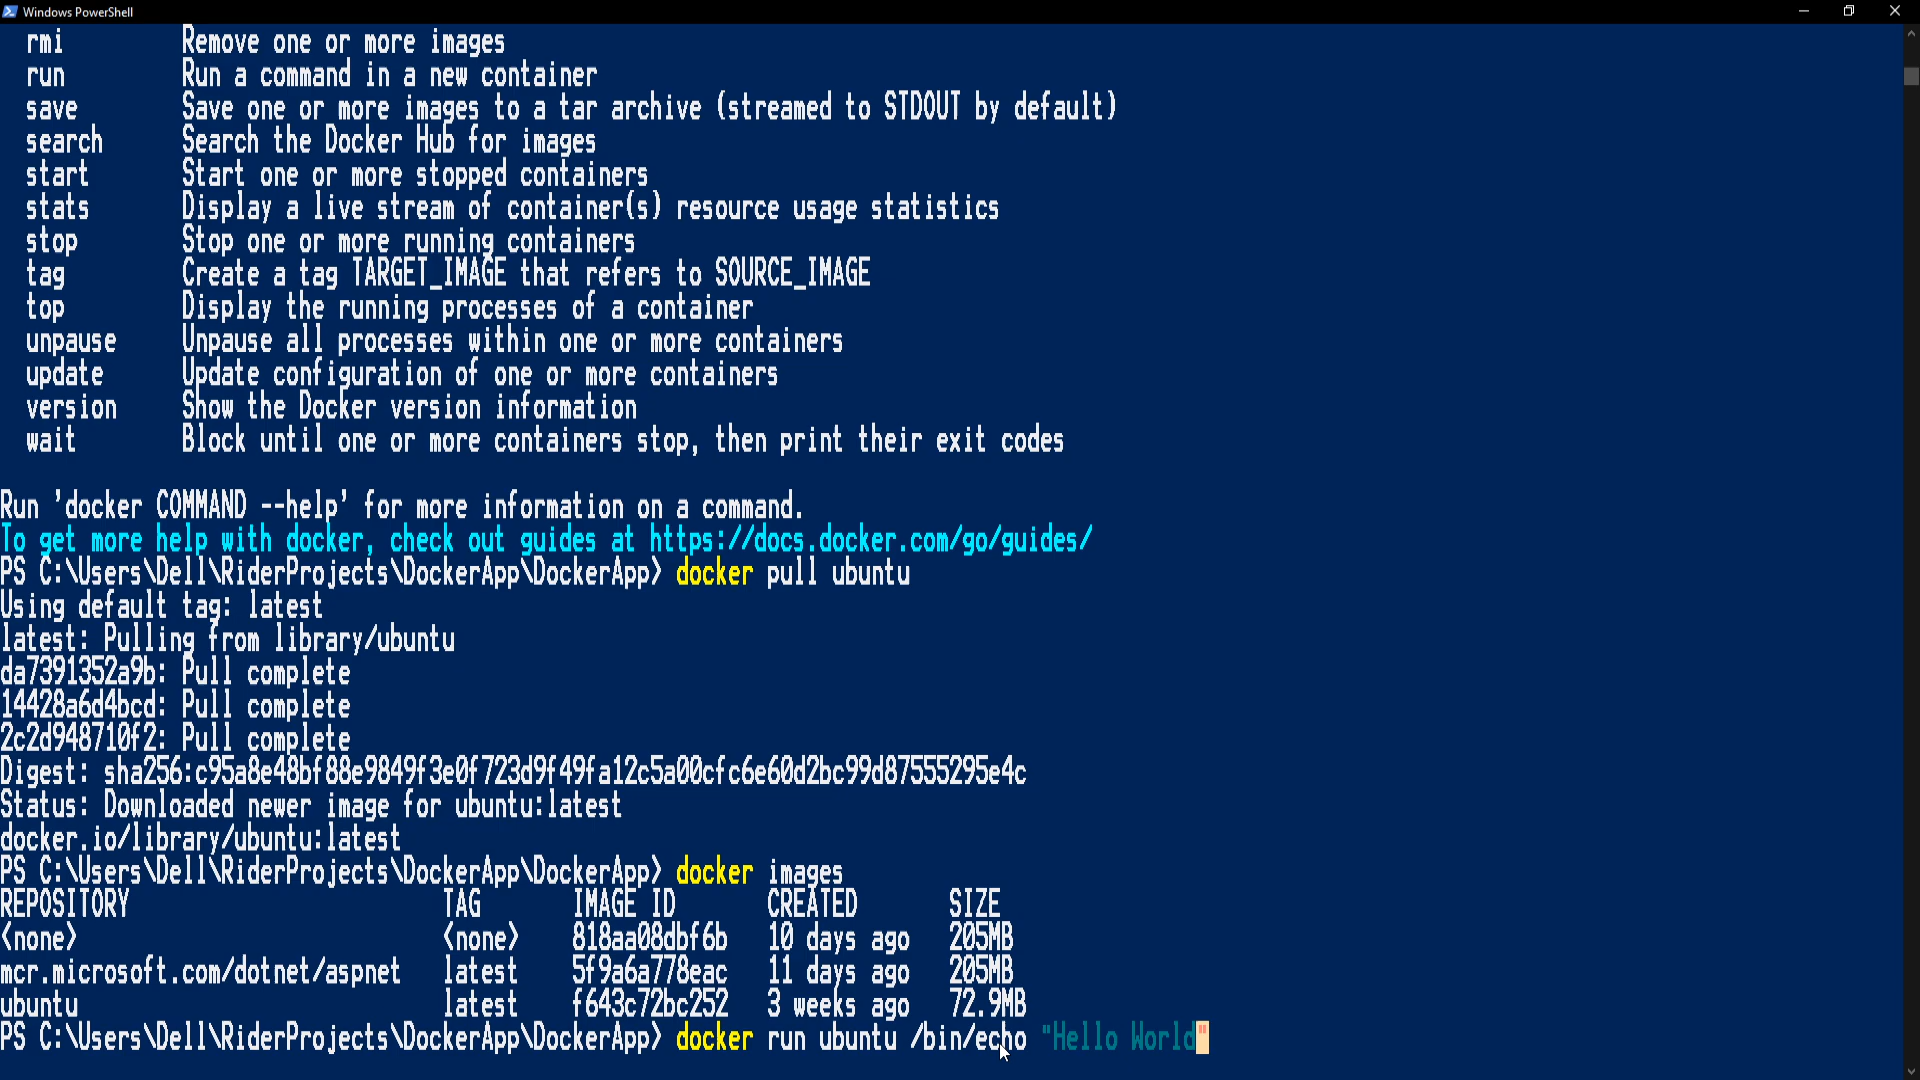 Windows PowerShell
rmi Remove one or more images
run Run a command in a new container
save Save one or more images to a tar archive (streamed to STDOUT by default)
search Search the Docker Hub for images
start Start one or more stopped containers
stats Display a live stream of container(s) resource usage statistics
stop Stop one or more running containers
tag Create a tag TARGET_IMAGE that refers to SOURCE_IMAGE
top Display the running processes of a container
unpause Unpause all processes within one or more containers
update Update configuration of one or more containers
version Show the Docker version information
wait Block until one or more containers stop, then print their exit codes
Run 'docker COMMAND --help' for more information on a command.
To get more help with docker, check out guides at https://docs.docker.com/go/guides/
PS C:\Users\Dell\RiderProjects\DockerApp\DockerApp> docker pull ubuntu
Using default tag: latest
latest: Pulling from library/ubuntu
da7391352a9b: Pull complete
14428a6d4bcd: Pull complete
2c2d948710f2: Pull complete
Digest: sha256:c95a8e48bf88e9849f3e0f723d9f49fa12c5a00cfc6e60d2bc99d87555295e4c
Status: Downloaded newer image for ubuntu:latest
docker.io/library/ubuntu:latest
PS C:\Users\Dell\RiderProjects\DockerApp\DockerApp> docker images
REPOSITORY TAG IMAGE ID CREATED SIZE
<none> <none> 818aa08dbf6b 10 days ago 205MB
mcr.microsoft.com/dotnet/aspnet latest 5f9a6a778eac 11 days ago 205MB
ubuntu latest f643c72bc252 3 weeks ago 72.9MB
PS C:\Users\Dell\RiderProjects\DockerApp\DockerApp> docker run ubuntu /bin/echo "Hello World"